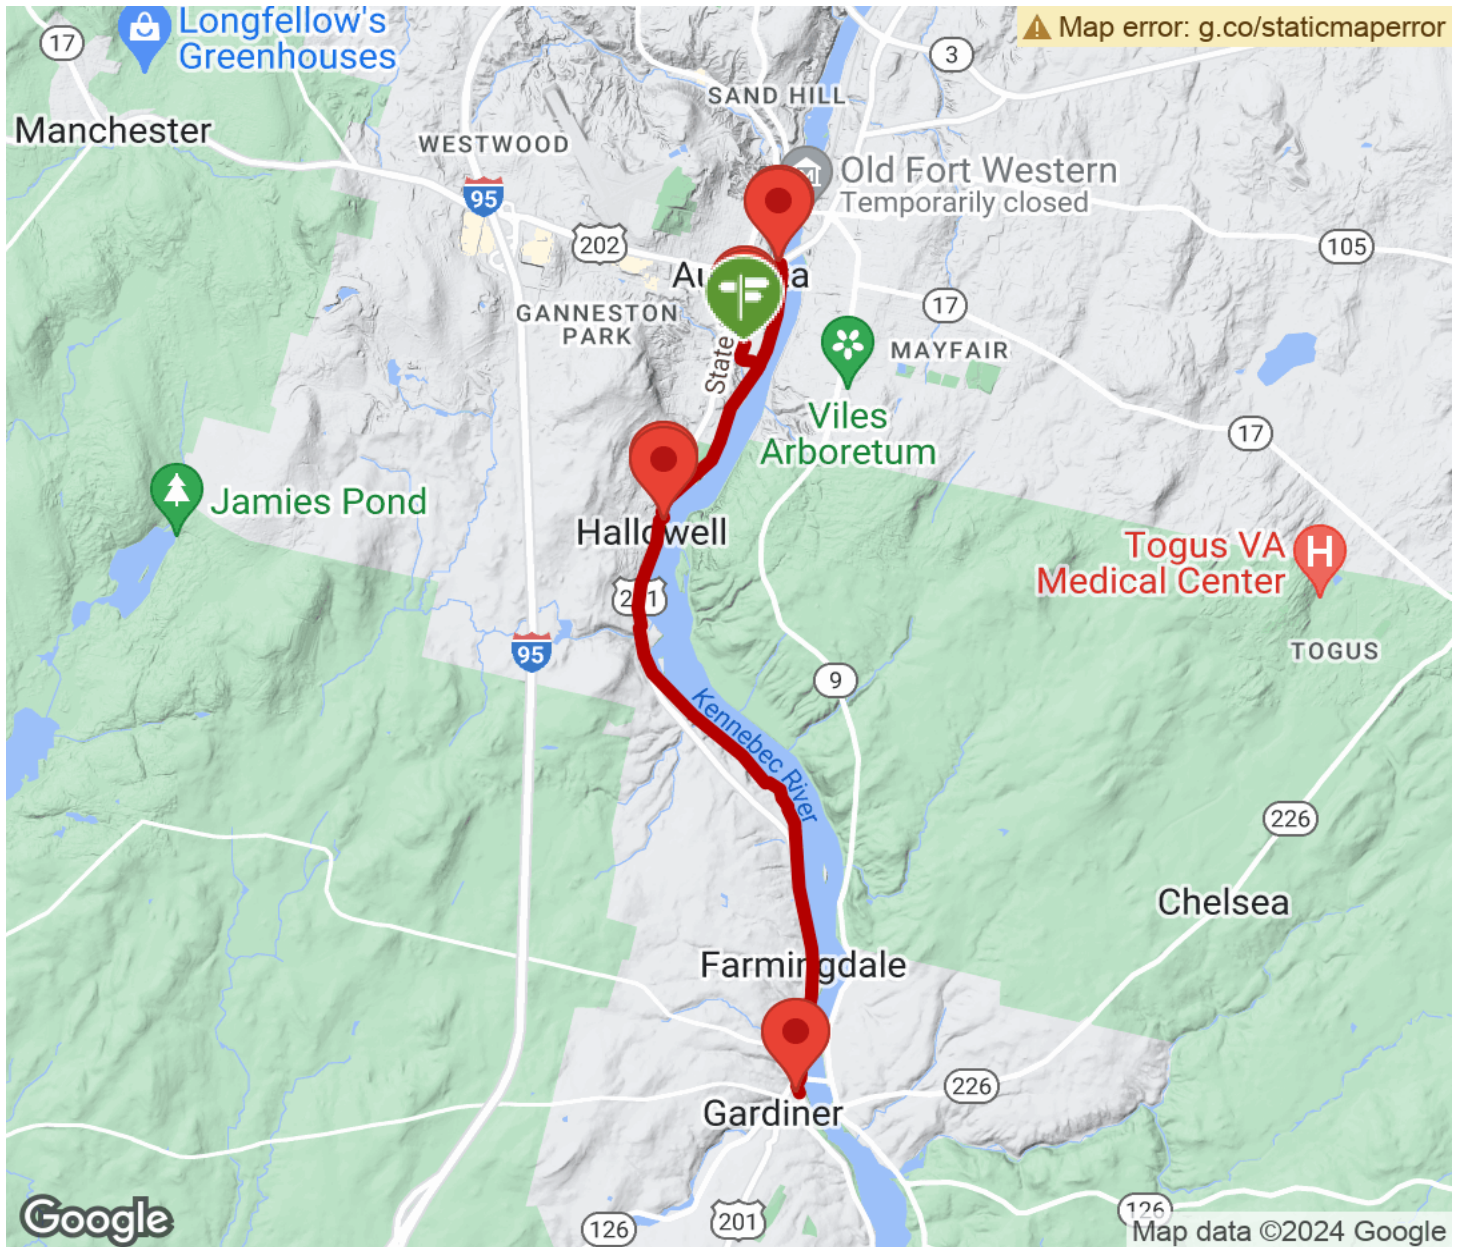 Longfellow's
Greenhouses
Map error: g.co/staticmaperror
17
3
SAND HILL
Manchester
WESTWOOD
Old Fort Western
Temporarily closed
95
202
105
Au a
GANNESTON
PARK
17
MAYFAIR
State
Viles
Arboretum
17
Jamies Pond
Hallowell
Togus VA
Medical Center
H
201
95
TOGUS
9
Kennebec River
226
Chelsea
Farmingdale
226
Gardiner
126
201
126
Google
Map data ©2024 Google